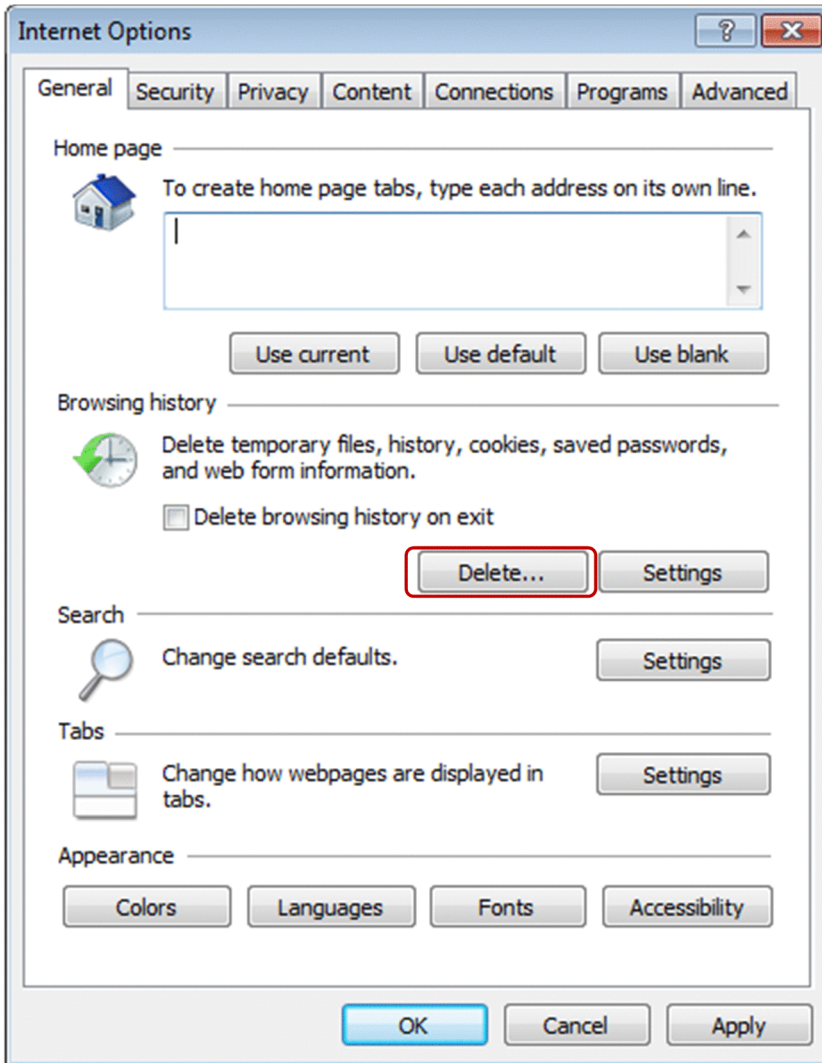 Internet Options
General Security Privacy Content Connections Programs Advanced
Home page
To create home page tabs, type each address on its own line.
Use current Use default Use blank
Browsing history
Delete temporary files, history, cookies, saved passwords,
and web form information.
Delete browsing history on exit
Delete... Settings
Search
Change search defaults.
Settings
Tabs
Change how webpages are displayed in
tabs.
Settings
Appearance
Colors Languages Fonts Accessibility
OK Cancel Apply